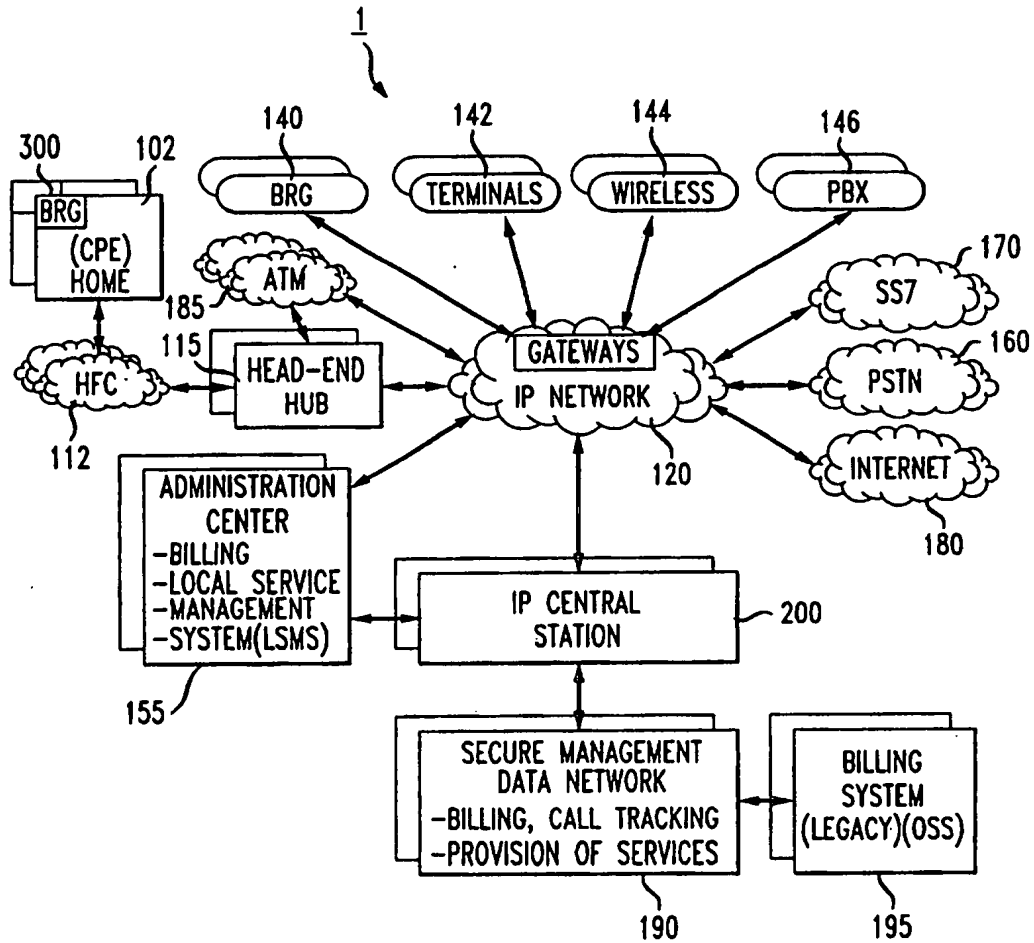 1
300
102
140
142
144
146
BRG
(CPE)
HOME
BRG
TERMINALS
WIRELESS
PBX
ATM
185
170
SS7
115
HEAD-END
HUB
HFC
112
GATEWAYS
IP NETWORK
120
160
PSTN
INTERNET
180
ADMINISTRATION
CENTER
-BILLING
-LOCAL SERVICE
-MANAGEMENT
-SYSTEM(LSMS)
155
IP CENTRAL
STATION
200
SECURE MANAGEMENT
DATA NETWORK
-BILLING, CALL TRACKING
-PROVISION OF SERVICES
190
BILLING
SYSTEM
(LEGACY)(OSS)
195